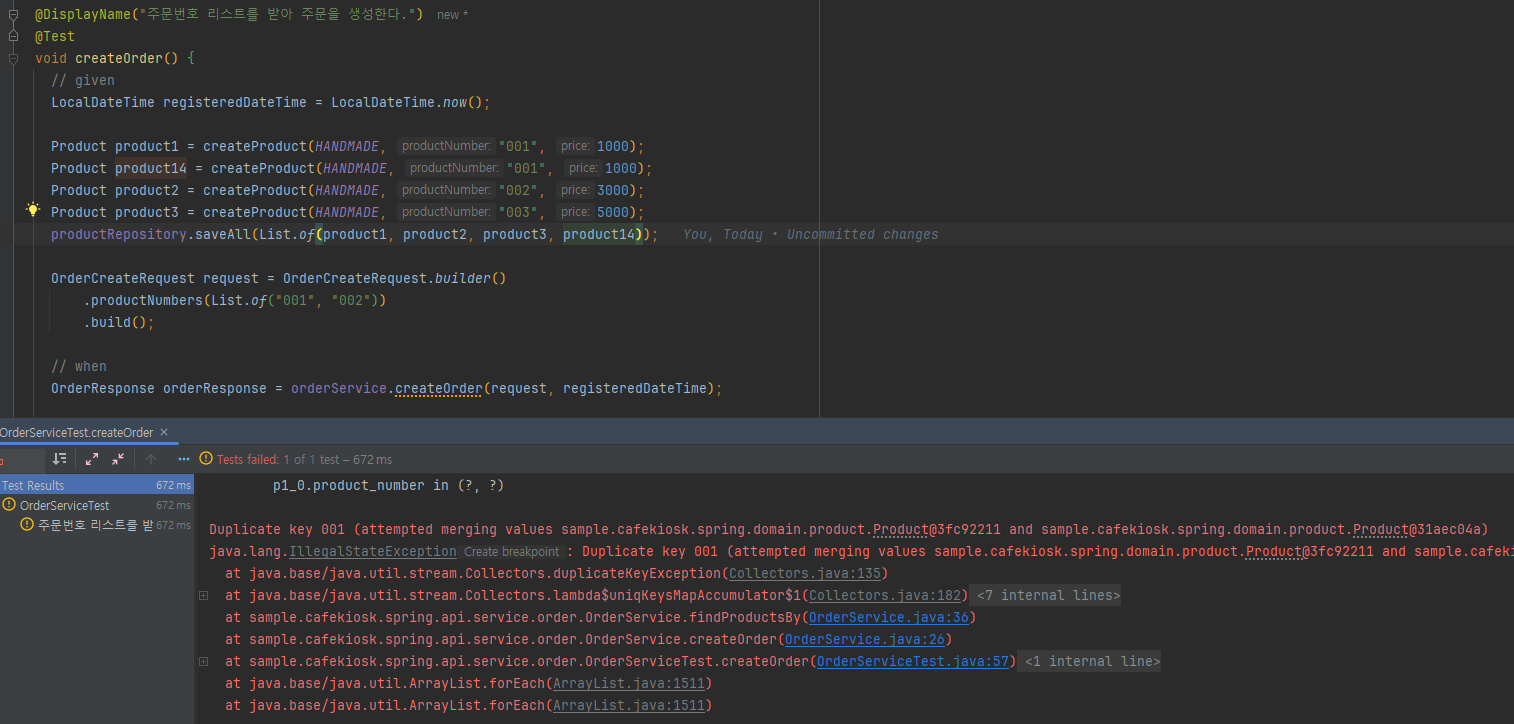 @DisplayName("주문번호 리스트를 받아 주문을 생성한다.") new *
@Test
void createOrder() {
// given
LocalDateTime registeredDateTime = LocalDateTime.now();
Product product1 = createProduct(HANDMADE, productNumber: "001", price: 1000);
Product product14 = createProduct(HANDMADE, productNumber: "001", price: 1000);
Product product2 = createProduct(HANDMADE, productNumber: "002", price: 3000);
Product product3 = createProduct(HANDMADE, productNumber: "003", price: 5000);
productRepository.saveAll(List.of(product1, product2, product3, product14)); You, Today • Uncommitted changes
OrderCreateRequest request = OrderCreateRequest.builder()
.productNumbers(List.of("001", "002"))
.build();
// when
OrderResponse orderResponse = orderService.createOrder(request, registeredDateTime);
OrderServiceTest.createOrder ×
Tests failed: 1 of 1 test – 672 ms
Test Results 672 ms
OrderServiceTest 672 ms
주문번호 리스트를 받 672 ms
p1_0.product_number in (?, ?)
Duplicate key 001 (attempted merging values sample.cafekiosk.spring.domain.product.Product@3fc92211 and sample.cafekiosk.spring.domain.product.Product@31aec04a)
java.lang.IllegalStateException Create breakpoint : Duplicate key 001 (attempted merging values sample.cafekiosk.spring.domain.product.Product@3fc92211 and sample.cafeki
at java.base/java.util.stream.Collectors.duplicateKeyException(Collectors.java:135)
at java.base/java.util.stream.Collectors.lambda$uniqKeysMapAccumulator$1(Collectors.java:182) <7 internal lines>
at sample.cafekiosk.spring.api.service.order.OrderService.findProductsBy(OrderService.java:36)
at sample.cafekiosk.spring.api.service.order.OrderService.createOrder(OrderService.java:26)
at sample.cafekiosk.spring.api.service.order.OrderServiceTest.createOrder(OrderServiceTest.java:57) <1 internal line>
at java.base/java.util.ArrayList.forEach(ArrayList.java:1511)
at java.base/java.util.ArrayList.forEach(ArrayList.java:1511)